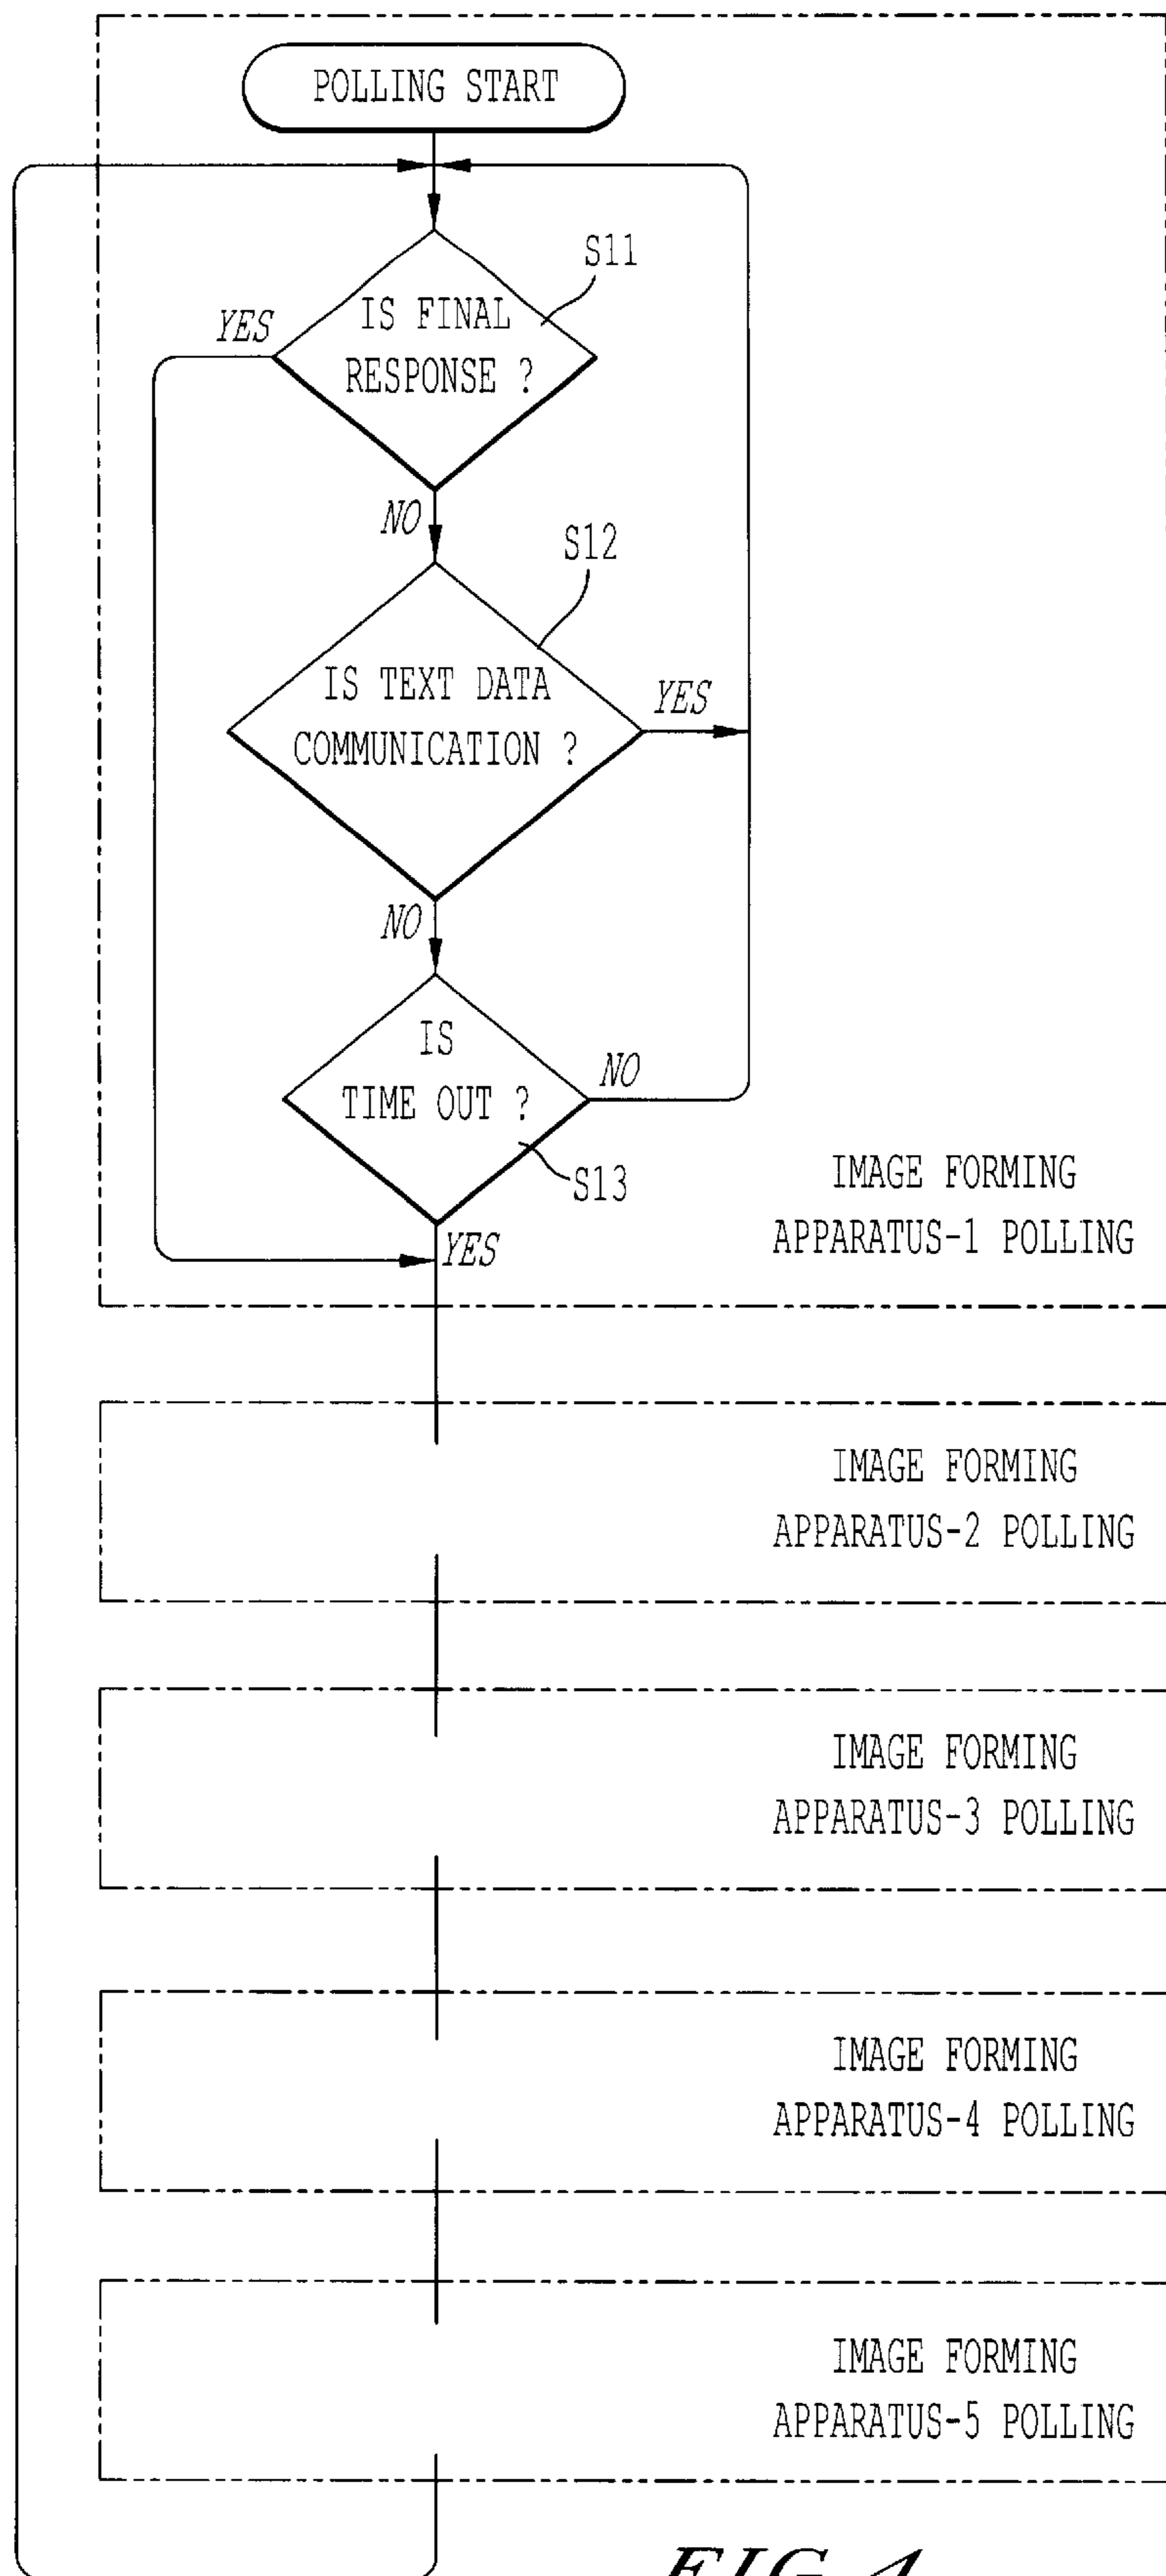 POLLING START
S11
YES
IS FINAL
RESPONSE ?
NO
S12
IS TEXT DATA
COMMUNICATION ?
YES
NO
IS
TIME OUT ?
NO
S13
YES
IMAGE FORMING
APPARATUS-1 POLLING
IMAGE FORMING
APPARATUS-2 POLLING
IMAGE FORMING
APPARATUS-3 POLLING
IMAGE FORMING
APPARATUS-4 POLLING
IMAGE FORMING
APPARATUS-5 POLLING